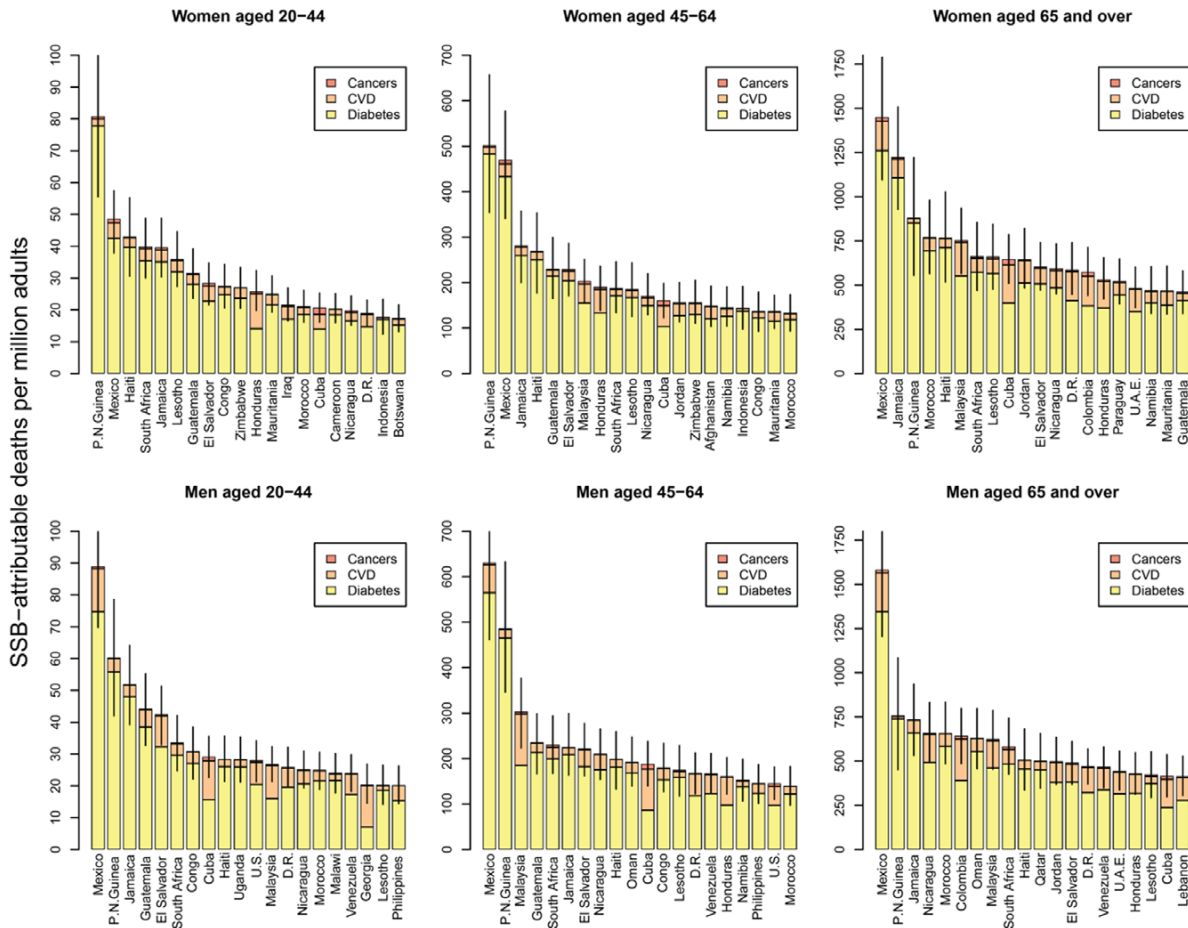 Women aged 20−44
Women aged 45−64
Women aged 65 and over
SSB−attributable deaths per million adults
0 10 20 30 40 50 60 70 80 90 100
Cancers
CVD
Diabetes
P.N.Guinea
Mexico
Haiti
South Africa
Jamaica
Lesotho
Guatemala
El Salvador
Congo
Zimbabwe
Honduras
Mauritania
Iraq
Morocco
Cuba
Cameroon
Nicaragua
D.R.
Indonesia
Botswana
0 100 200 300 400 500 600 700
Cancers
CVD
Diabetes
P.N.Guinea
Mexico
Jamaica
Haiti
Guatemala
El Salvador
Malaysia
Honduras
South Africa
Lesotho
Nicaragua
Cuba
Jordan
Zimbabwe
Afghanistan
Namibia
Indonesia
Congo
Mauritania
Morocco
0 250 500 750 1000 1250 1500 1750
Cancers
CVD
Diabetes
Mexico
Jamaica
P.N.Guinea
Morocco
Haiti
Malaysia
South Africa
Lesotho
Cuba
Jordan
El Salvador
Nicaragua
D.R.
Colombia
Honduras
Paraguay
U.A.E.
Namibia
Mauritania
Guatemala
Men aged 20−44
Men aged 45−64
Men aged 65 and over
0 10 20 30 40 50 60 70 80 90 100
Cancers
CVD
Diabetes
Mexico
P.N.Guinea
Jamaica
Guatemala
El Salvador
South Africa
Congo
Cuba
Haiti
Uganda
U.S.
Malaysia
D.R.
Nicaragua
Morocco
Malawi
Venezuela
Georgia
Lesotho
Philippines
0 100 200 300 400 500 600 700
Cancers
CVD
Diabetes
Mexico
P.N.Guinea
Malaysia
Guatemala
South Africa
Jamaica
El Salvador
Nicaragua
Haiti
Oman
Cuba
Congo
Lesotho
D.R.
Venezuela
Honduras
Namibia
Philippines
U.S.
Morocco
0 250 500 750 1000 1250 1500 1750
Cancers
CVD
Diabetes
Mexico
P.N.Guinea
Jamaica
Nicaragua
Morocco
Colombia
Oman
Malaysia
South Africa
Haiti
Qatar
Jordan
El Salvador
D.R.
Venezuela
U.A.E.
Honduras
Lesotho
Cuba
Lebanon